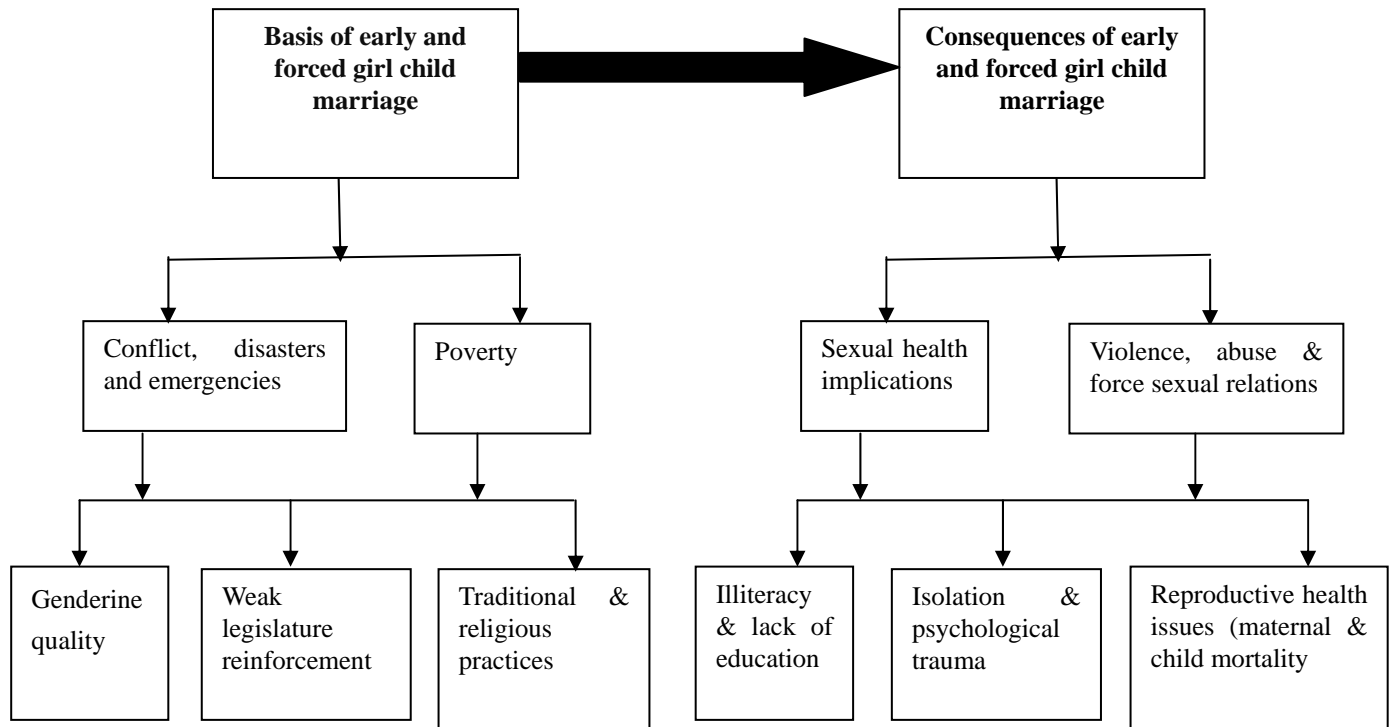 Basis of early and
forced girl child
marriage
Consequences of early
and forced girl child
marriage
Conflict, disasters
and emergencies
Poverty
Sexual health
implications
Violence, abuse &
force sexual relations
Genderine
quality
Weak
legislature
reinforcement
Traditional &
religious
practices
Illiteracy
& lack of
education
Isolation &
psychological
trauma
Reproductive health
issues (maternal &
child mortality